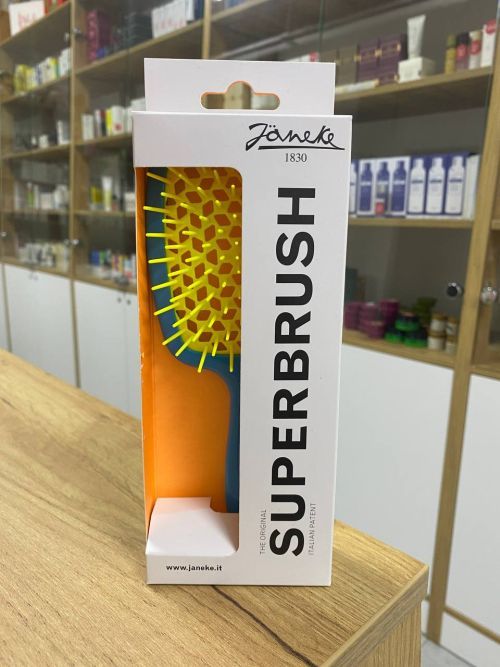 Jäneke
1830
SUPERBRUSH
THE ORIGINAL
ITALIAN PATENT
www.janeke.it